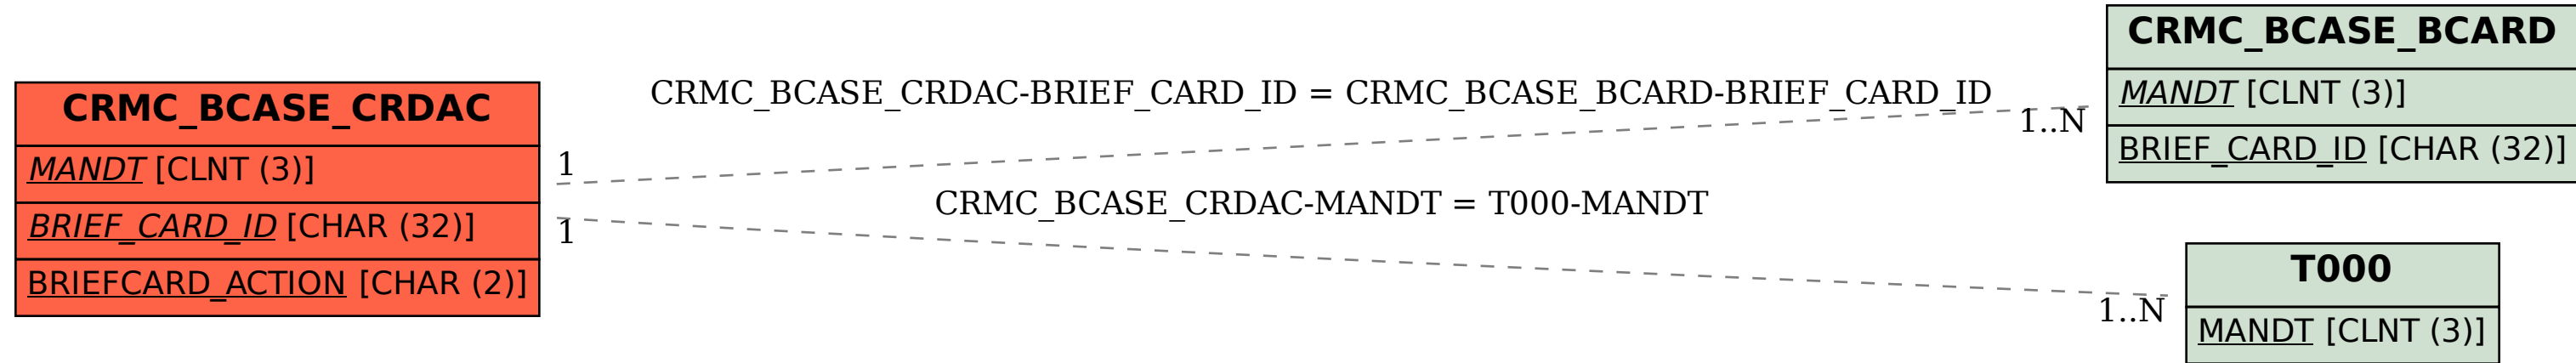 CRMC_BCASE_CRDAC
MANDT [CLNT (3)]
BRIEF_CARD_ID [CHAR (32)]
BRIEFCARD_ACTION [CHAR (2)]
CRMC_BCASE_CRDAC-BRIEF_CARD_ID = CRMC_BCASE_BCARD-BRIEF_CARD_ID
1
1..N
CRMC_BCASE_CRDAC-MANDT = T000-MANDT
1
1..N
CRMC_BCASE_BCARD
MANDT [CLNT (3)]
BRIEF_CARD_ID [CHAR (32)]
T000
MANDT [CLNT (3)]